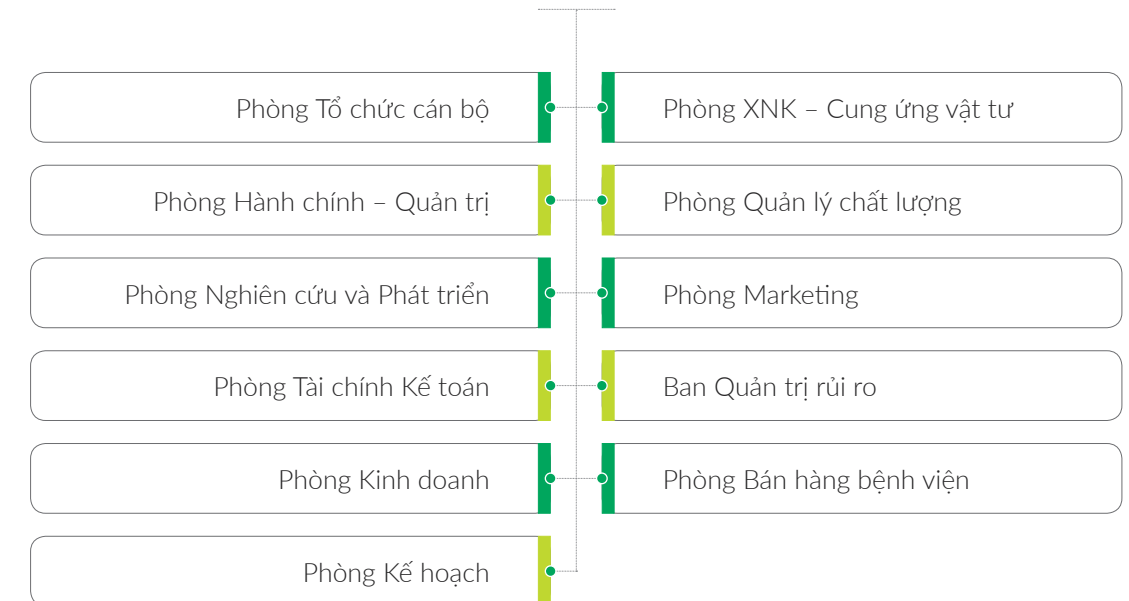 Phòng Tổ chức cán bộ
Phòng XNK – Cung ứng vật tư
Phòng Hành chính – Quản trị
Phòng Quản lý chất lượng
Phòng Nghiên cứu và Phát triển
Phòng Marketing
Phòng Tài chính Kế toán
Ban Quản trị rủi ro
Phòng Kinh doanh
Phòng Bán hàng bệnh viện
Phòng Kế hoạch